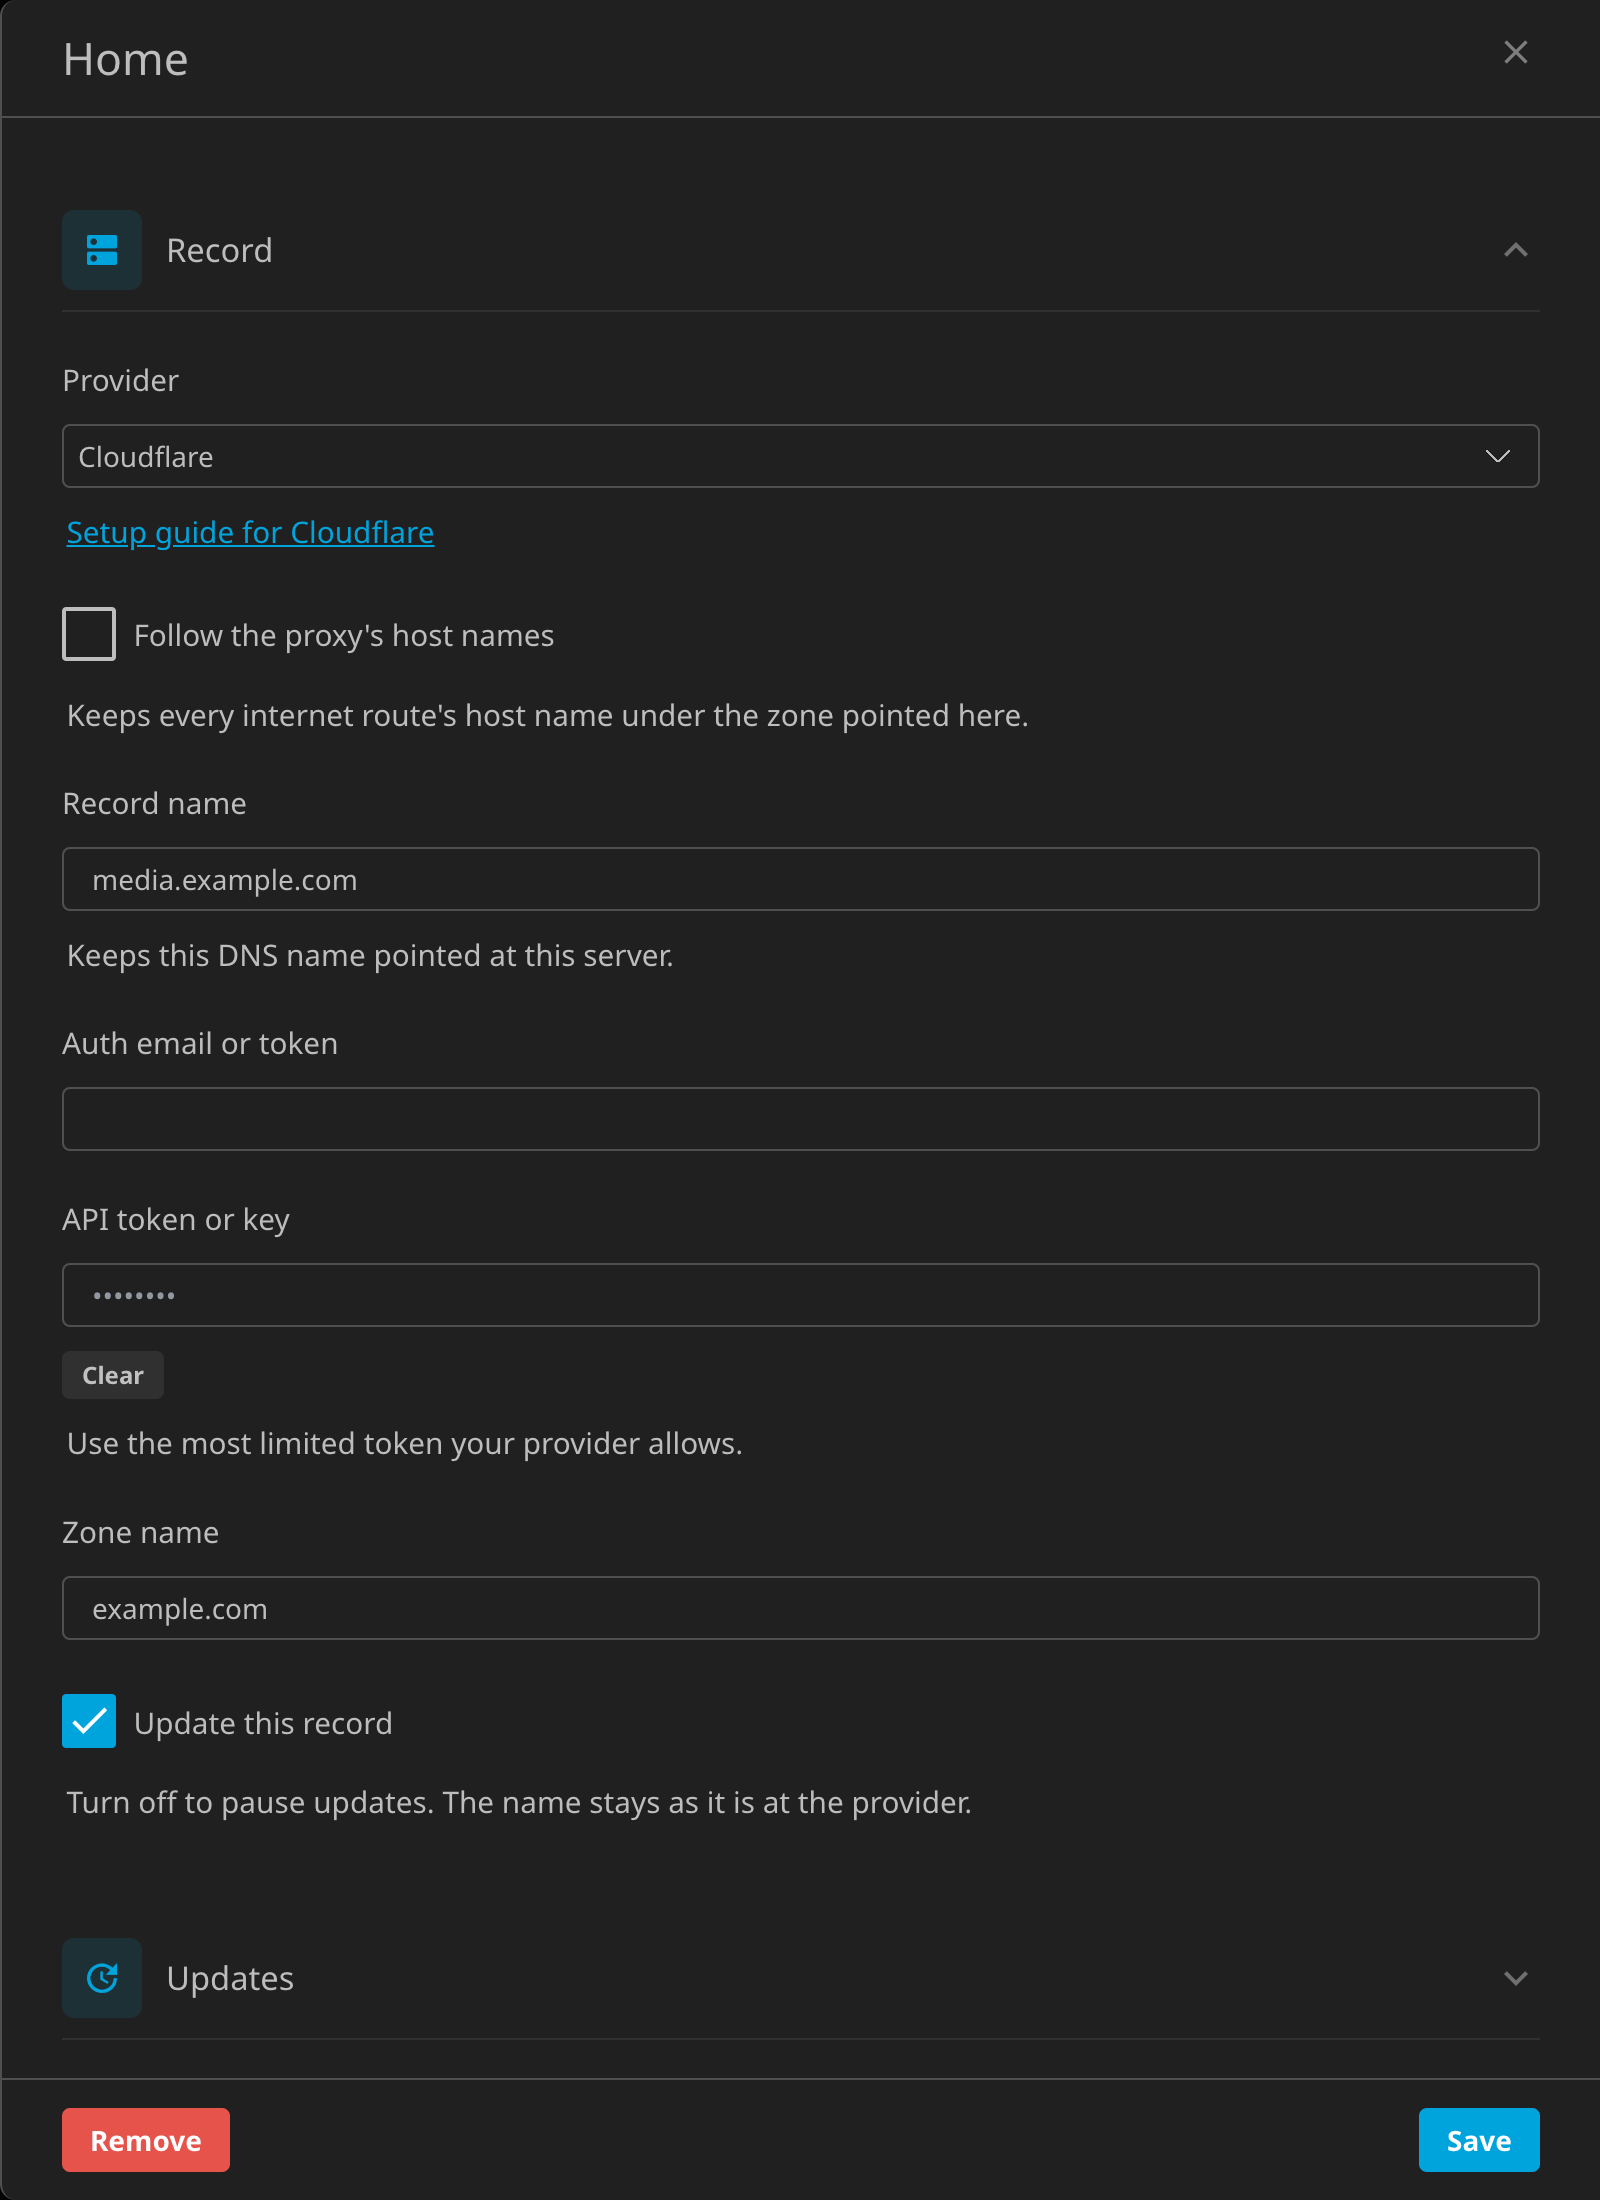 Home
Record
Provider
Cloudflare
Setup guide for Cloudflare
Follow the proxy's host names
Keeps every internet route's host name under the zone pointed here.
Record name
media.example.com
Keeps this DNS name pointed at this server.
Auth email or token
API token or key
••••••••
Clear
Use the most limited token your provider allows.
Zone name
example.com
Update this record
Turn off to pause updates. The name stays as it is at the provider.
Updates
Remove
Save